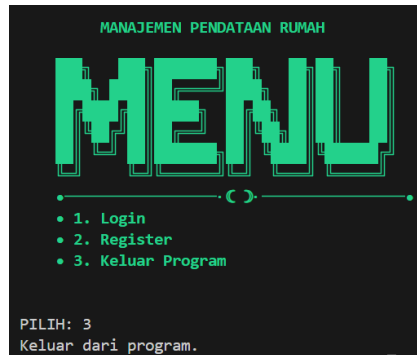 MANAJEMEN PENDATAAN RUMAH
MENU
• 1. Login
• 2. Register
• 3. Keluar Program
PILIH: 3
Keluar dari program.